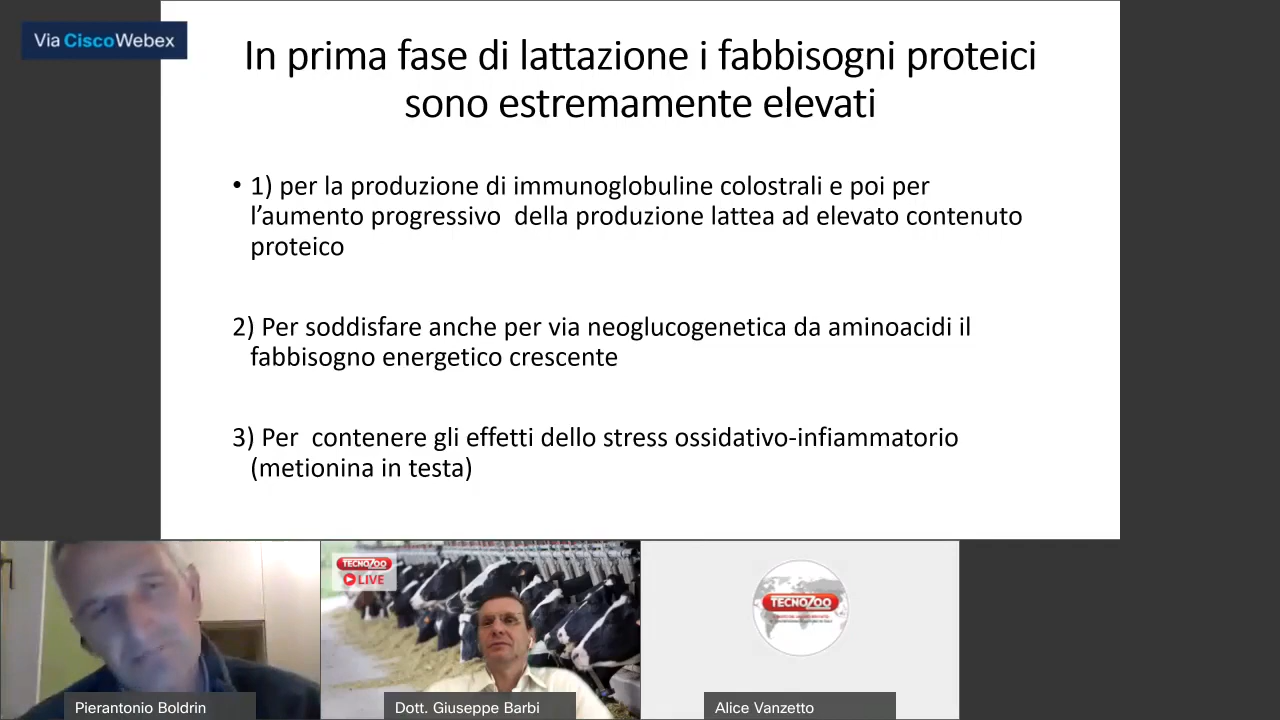 Via CiscoWebex
In prima fase di lattazione i fabbisogni proteici
sono estremamente elevati
• 1) per la produzione di immunoglobuline colostrali e poi per
l’aumento progressivo  della produzione lattea ad elevato contenuto
proteico
2) Per soddisfare anche per via neoglucogenetica da aminoacidi il
fabbisogno energetico crescente
3) Per  contenere gli effetti dello stress ossidativo-infiammatorio
(metionina in testa)
TECNOZOO
LIVE
TECNOZOO
Pierantonio Boldrin
Dott. Giuseppe Barbi
Alice Vanzetto